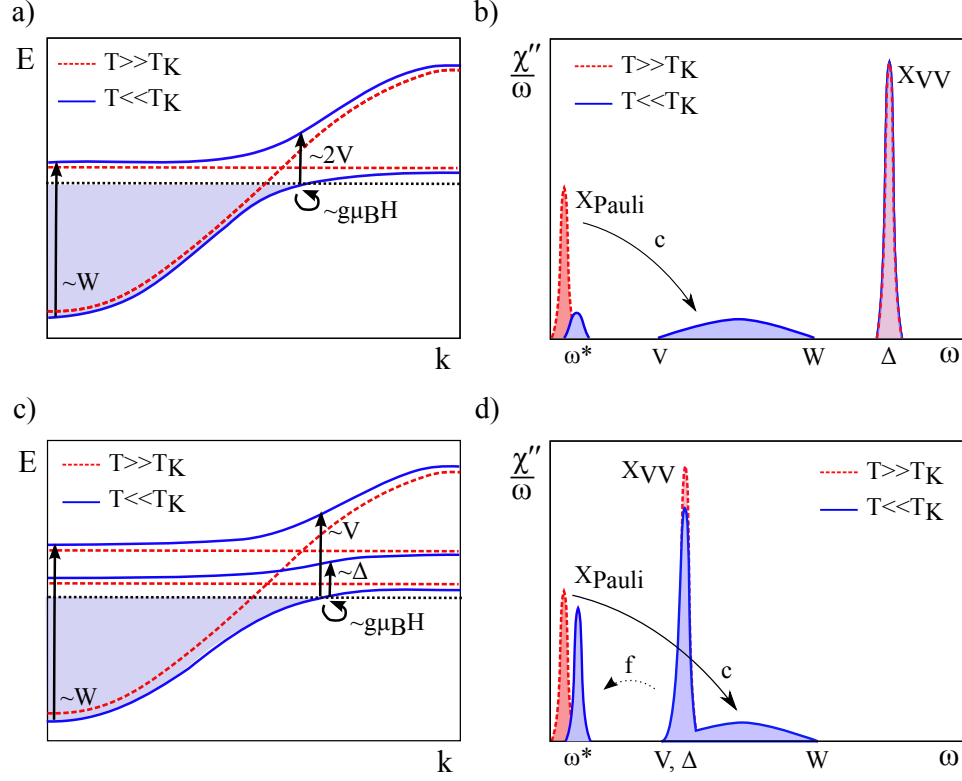 a)
E
T>>TK
T<<TK
~2V
~gμBH
~W
k
b)
χ″
ω
T>>TK
T<<TK
XVV
XPauli
c
ω*
V
W
Δ
ω
c)
E
T>>TK
T<<TK
~V
~Δ
~gμBH
~W
k
d)
χ″
ω
XVV
T>>TK
T<<TK
XPauli
f
c
ω*
V, Δ
W
ω